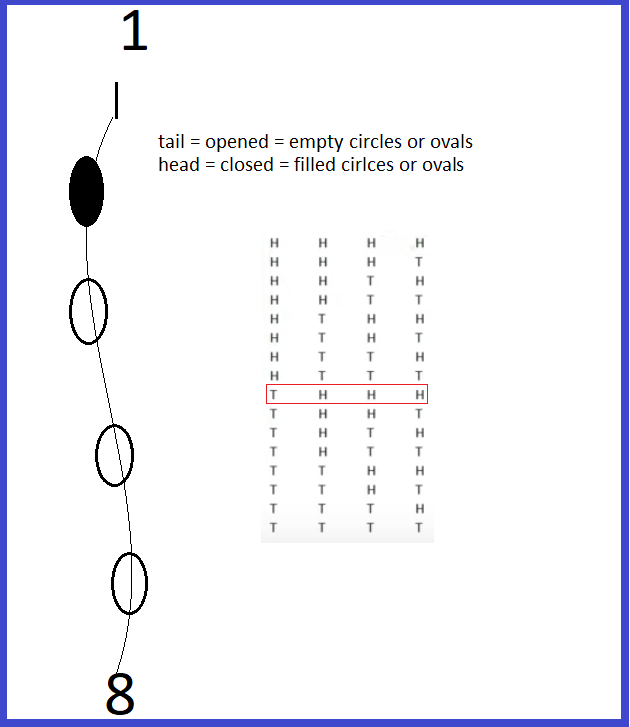 1
tail = opened = empty circles or ovals
head = closed = filled cirlces or ovals
H H H H
H H H T
H H T H
H H T T
H T H H
H T H T
H T T H
H T T T
T H H H
T H H T
T H T H
T H T T
T T H H
T T H T
T T T H
T T T T
8